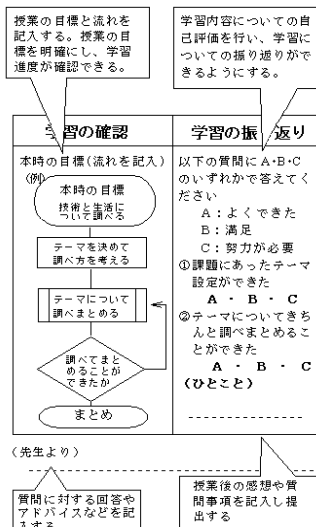 授業の目標と流れを
記入する。授業の目
標を明確にし、学習
進度が確認できる。
学習内容についての自
己評価を行い、学習に
ついての振り返りがで
きるようにする。
学習の確認
本時の目標(流れを記入)
(例)
本時の目標
技術と生活に
ついて調べる
テーマを決めて
調べ方を考える
テーマについて
調べまとめる
調べてまと
めることが
できたか
まとめ
学習の振り返り
以下の質問にA・B・C
のいずれかで答えてく
ださい
A:よくできた
B:満足
C:努力が必要
①課題にあったテーマ
設定ができた
A ・ B ・ C
②テーマについてきち
んと調べまとめるこ
とができた
A ・ B ・ C
(ひとこと)
(先生より)
質問に対する回答や
アドバイスなどを記
入する
授業後の感想や質
問事項を記入し提
出する